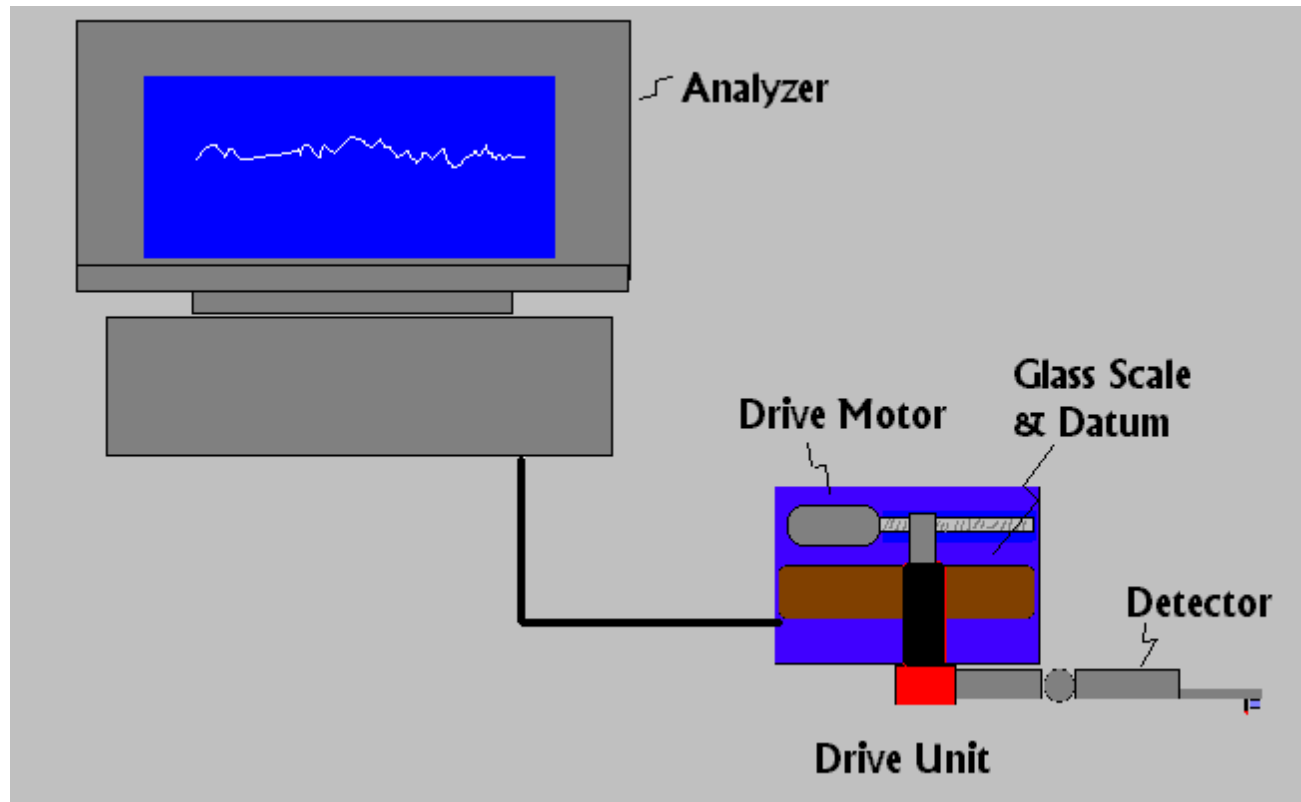 Analyzer
Glass Scale
& Datum
Drive Motor
Detector
Drive Unit